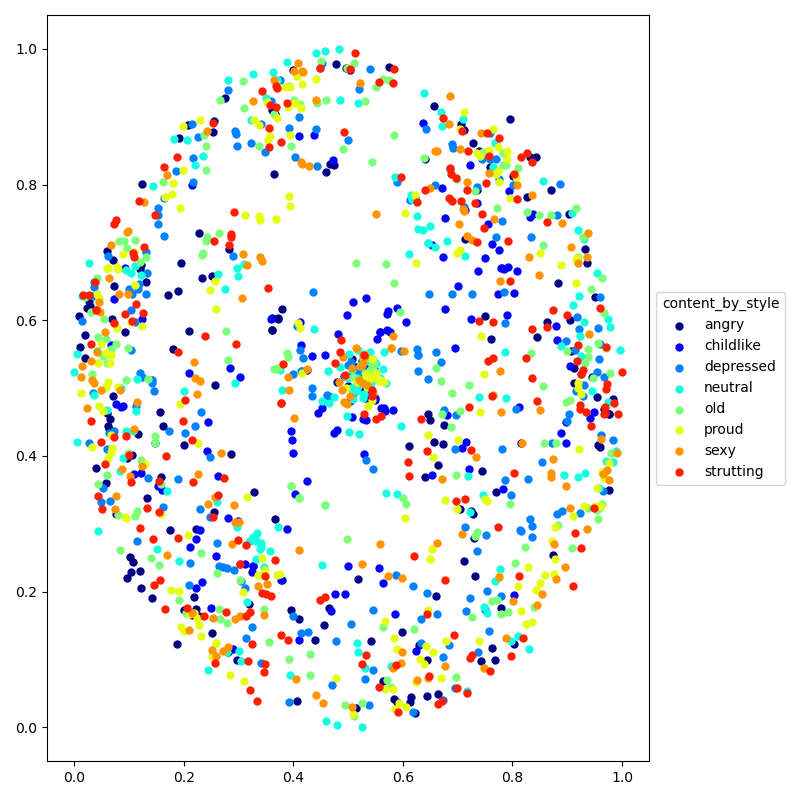 1.0
0.8
0.6
0.4
0.2
0.0
0.0 0.2 0.4 0.6 0.8 1.0
content_by_style
angry
childlike
depressed
neutral
old
proud
sexy
strutting